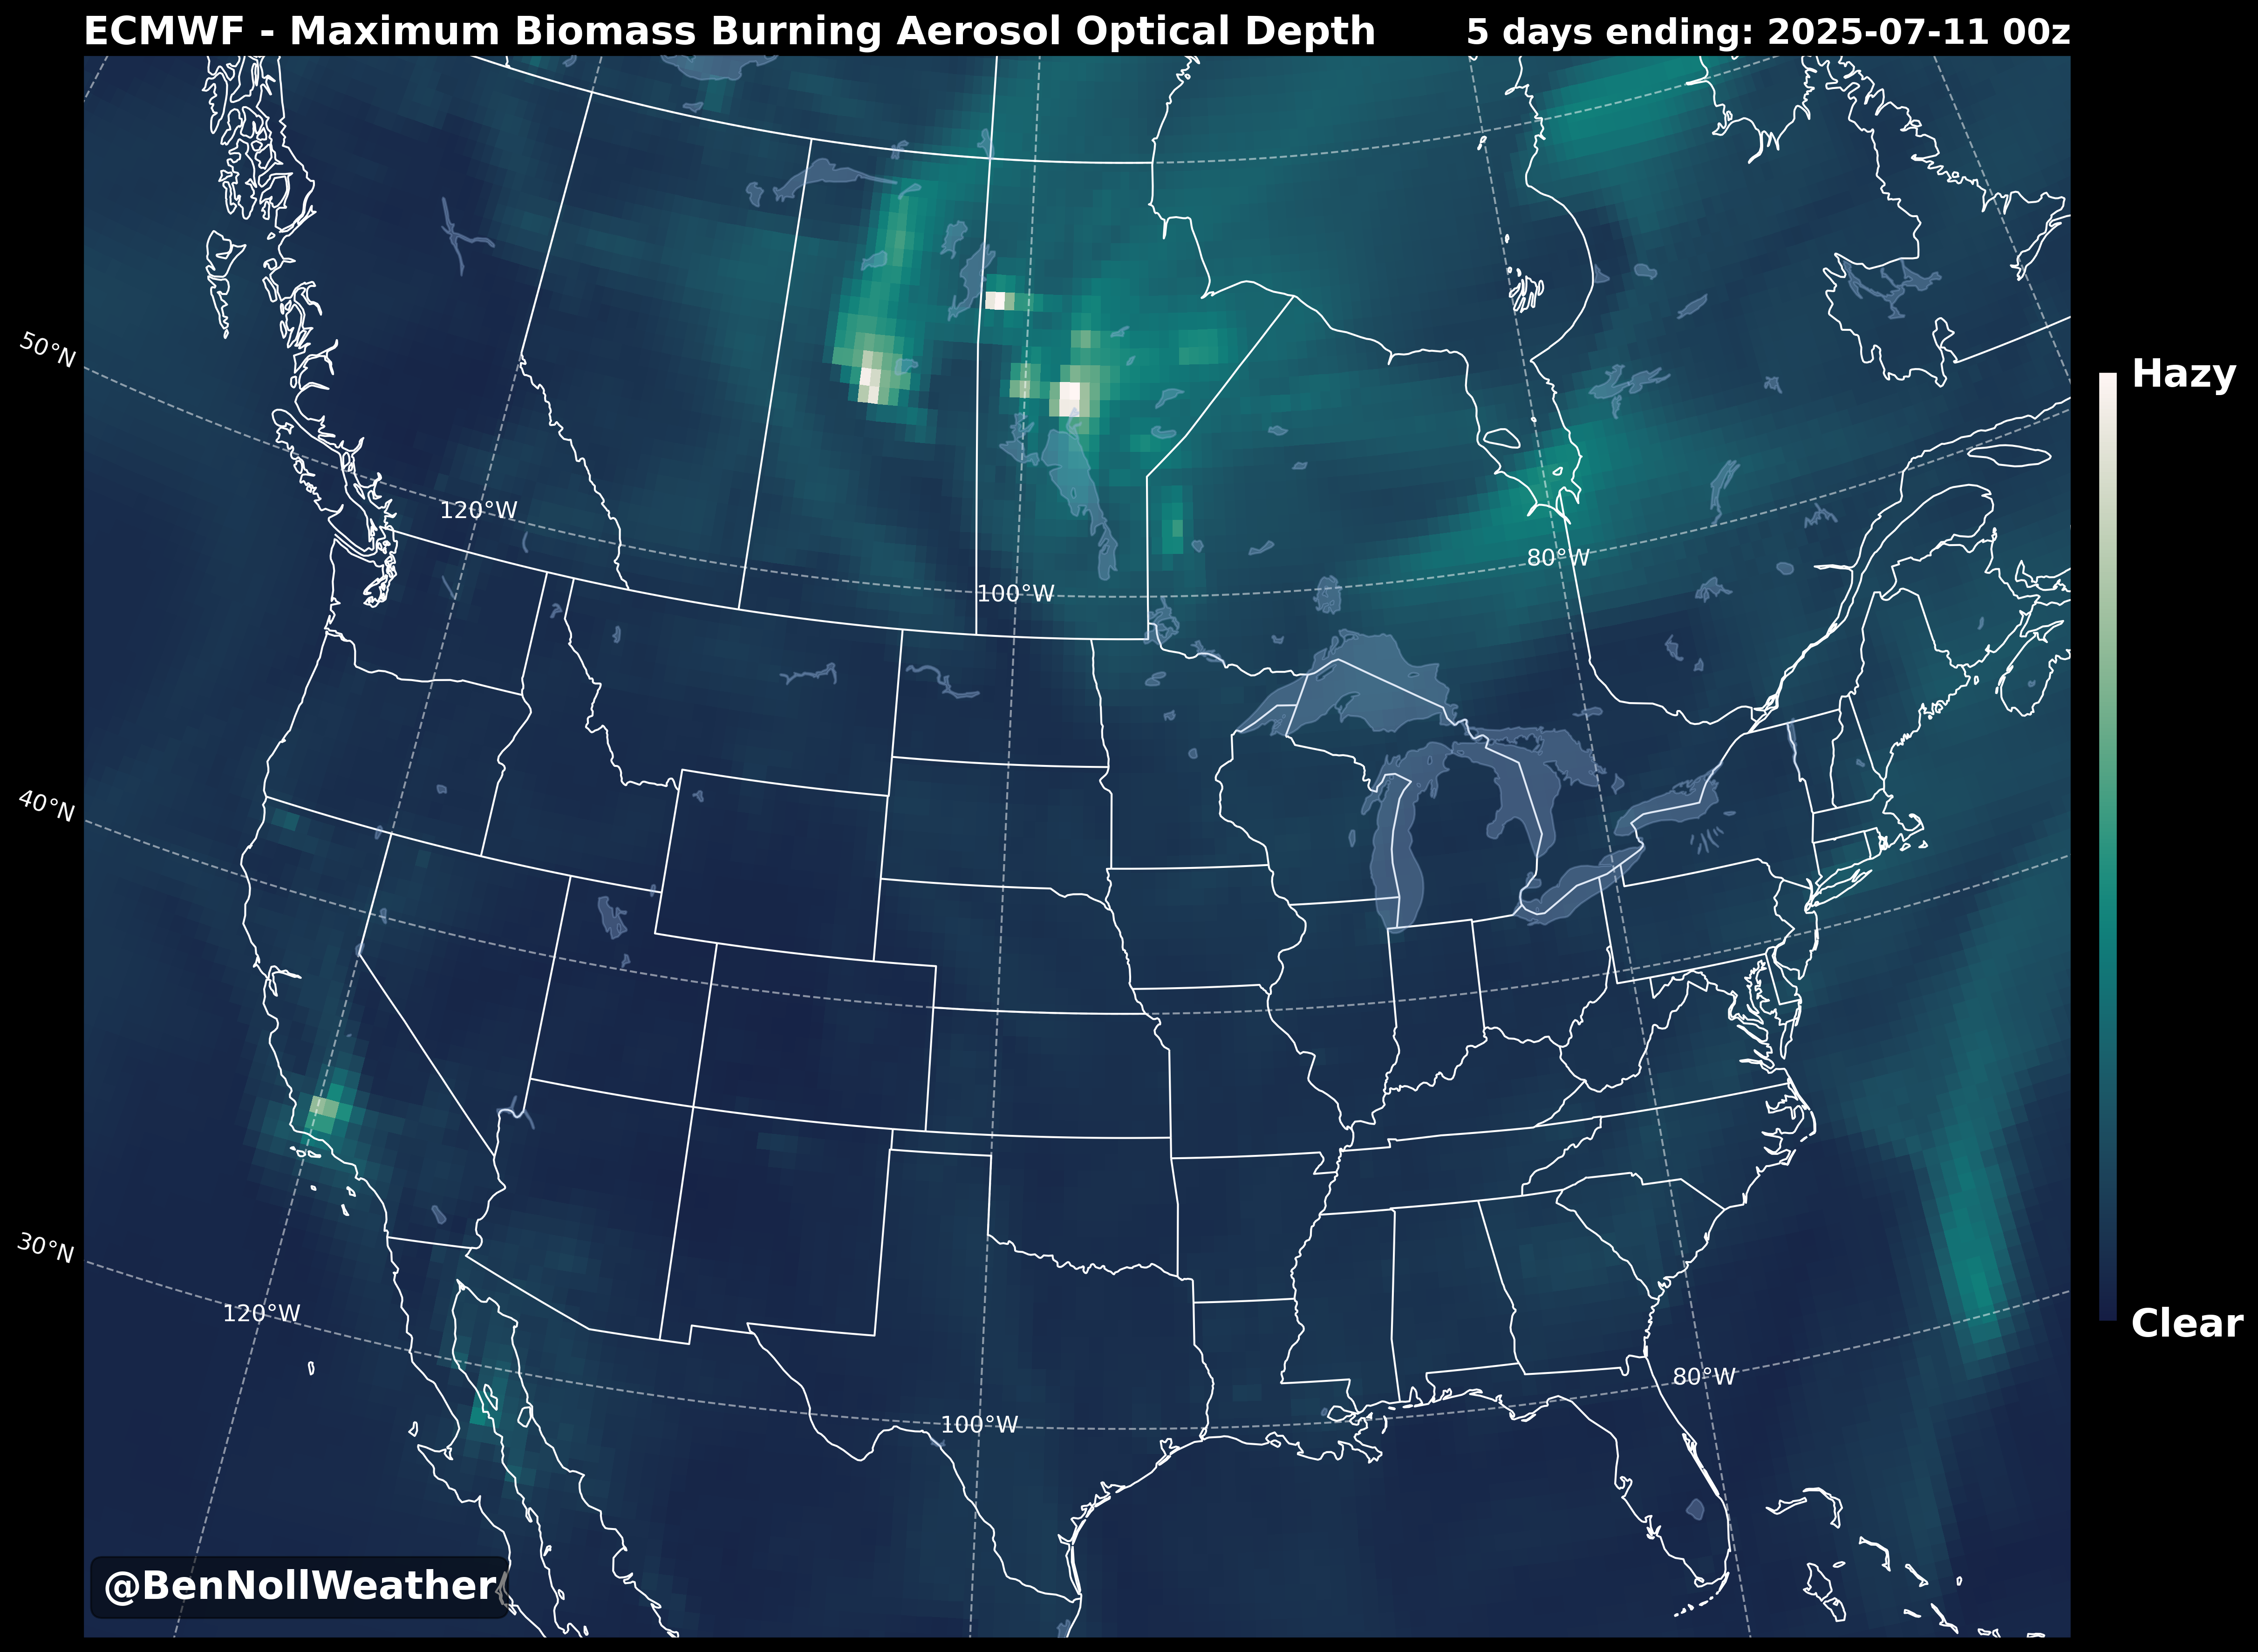 ECMWF - Maximum Biomass Burning Aerosol Optical Depth
5 days ending: 2025-07-11 00z
50°N
Hazy
120°W
80°W
100°W
40°N
30°N
120°W
Clear
80°W
100°W
@BenNollWeather